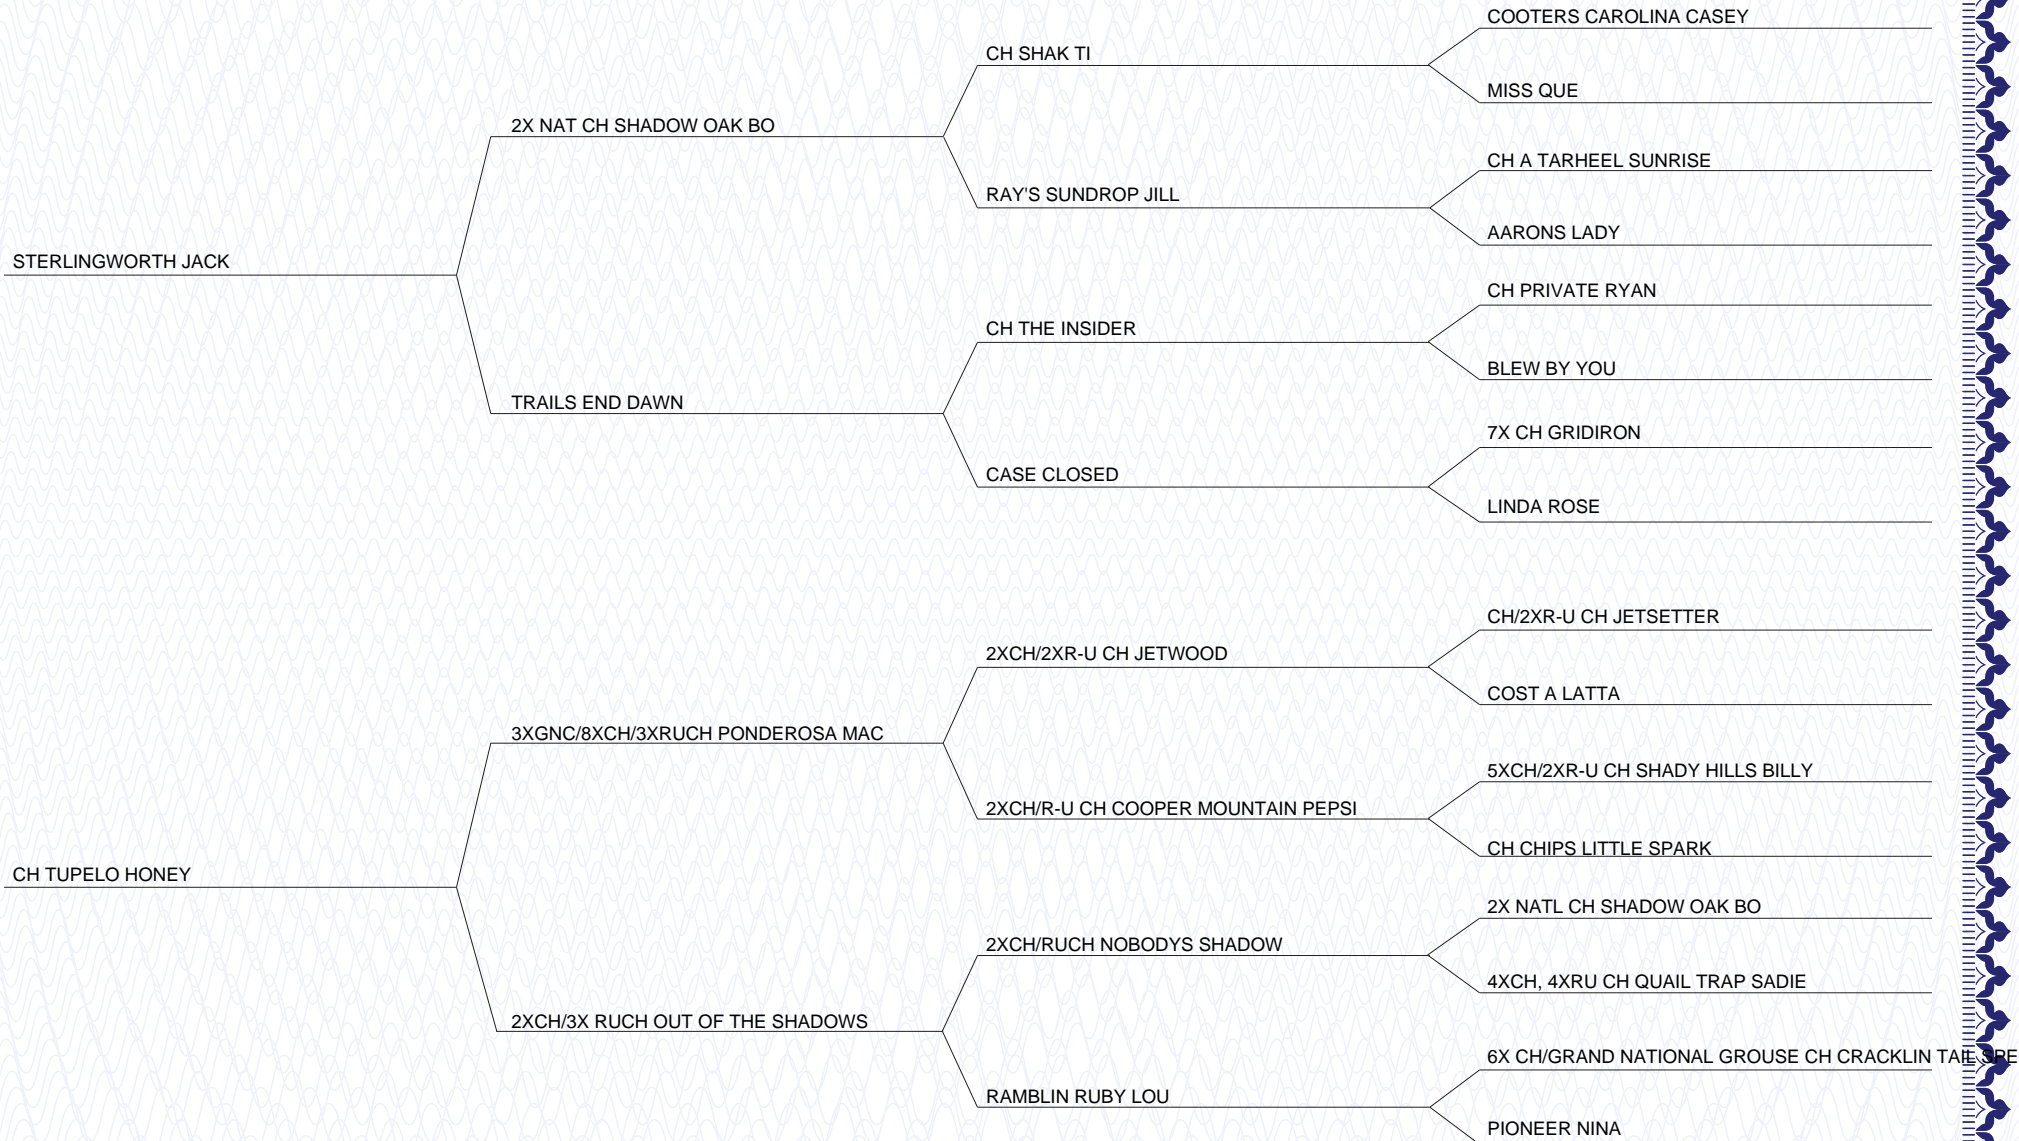 COOTERS CAROLINA CASEY
CH SHAK TI
MISS QUE
2X NAT CH SHADOW OAK BO
CH A TARHEEL SUNRISE
RAY'S SUNDROP JILL
AARONS LADY
STERLINGWORTH JACK
CH PRIVATE RYAN
CH THE INSIDER
BLEW BY YOU
TRAILS END DAWN
7X CH GRIDIRON
CASE CLOSED
LINDA ROSE
CH/2XR-U CH JETSETTER
2XCH/2XR-U CH JETWOOD
COST A LATTA
3XGNC/8XCH/3XRUCH PONDEROSA MAC
5XCH/2XR-U CH SHADY HILLS BILLY
2XCH/R-U CH COOPER MOUNTAIN PEPSI
CH CHIPS LITTLE SPARK
CH TUPELO HONEY
2X NATL CH SHADOW OAK BO
2XCH/RUCH NOBODYS SHADOW
4XCH, 4XRU CH QUAIL TRAP SADIE
2XCH/3X RUCH OUT OF THE SHADOWS
6X CH/GRAND NATIONAL GROUSE CH CRACKLIN TAIL SPE
RAMBLIN RUBY LOU
PIONEER NINA